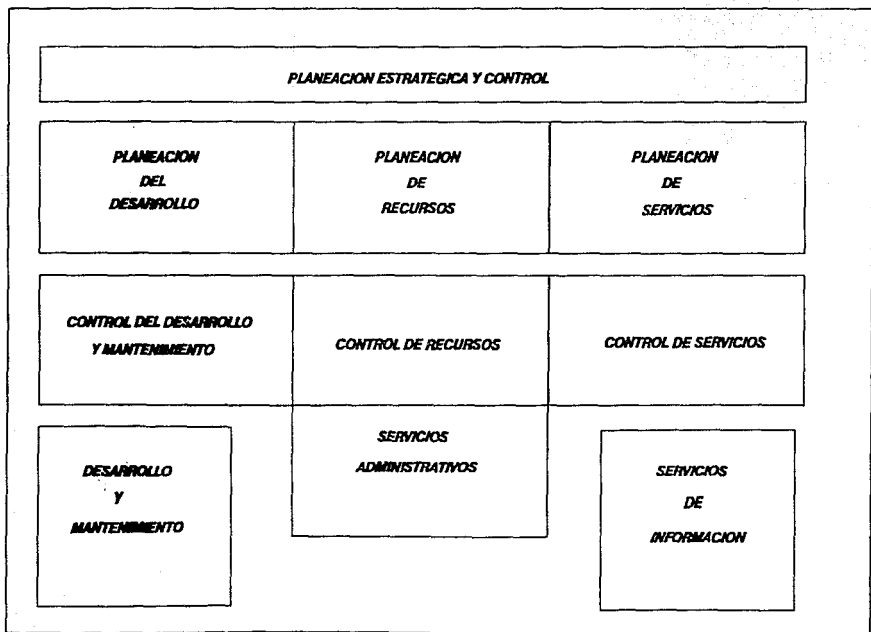 PLANEACION ESTRATEGICA Y CONTROL
PLANEACION
DEL
DESARROLLO
PLANEACION
DE
RECURSOS
PLANEACION
DE
SERVICIOS
CONTROL DEL DESARROLLO
Y MANTENIMIENTO
CONTROL DE RECURSOS
CONTROL DE SERVICIOS
DESARROLLO
Y
MANTENIMIENTO
SERVICIOS
ADMINISTRATIVOS
SERVICIOS
DE
INFORMACION